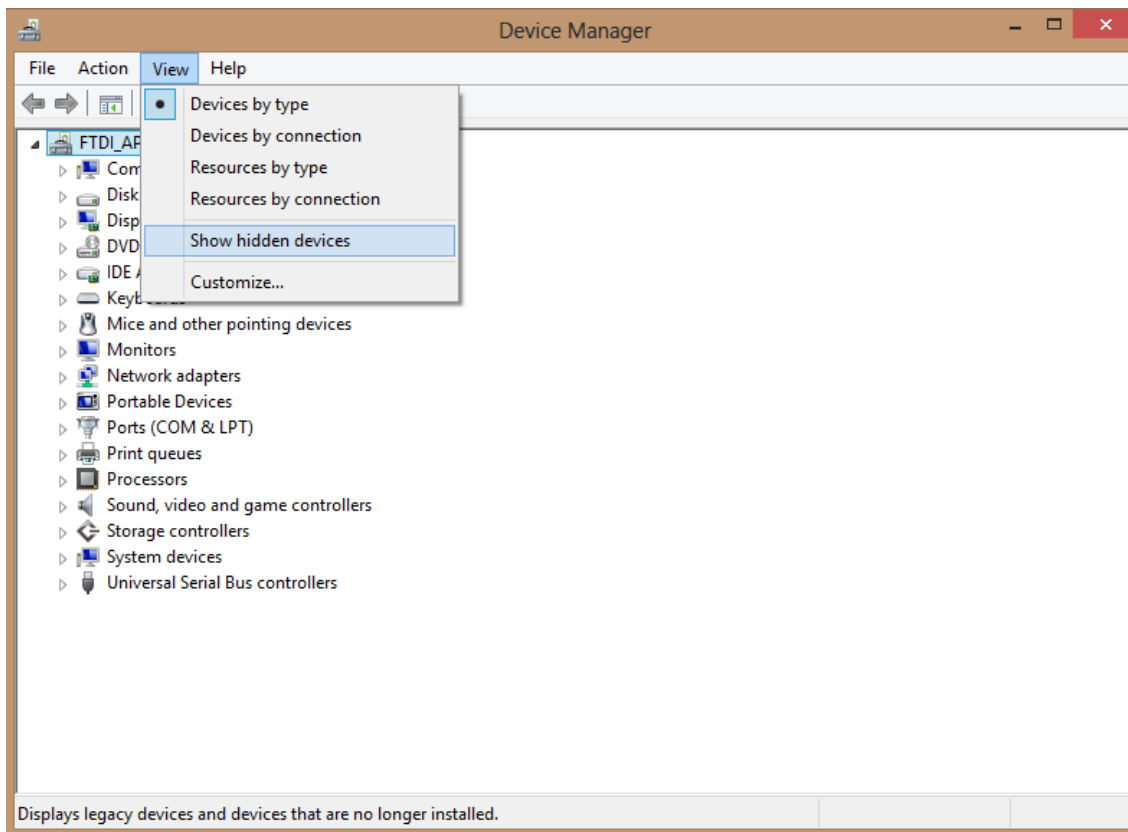 Device Manager
File Action View Help
Devices by type
Devices by connection
Resources by type
Resources by connection
Show hidden devices
Customize...
FTDI_AP
Com
Disk
Disp
DVD
IDE A
Mice and other pointing devices
Monitors
Network adapters
Portable Devices
Ports (COM & LPT)
Print queues
Processors
Sound, video and game controllers
Storage controllers
System devices
Universal Serial Bus controllers
Displays legacy devices and devices that are no longer installed.